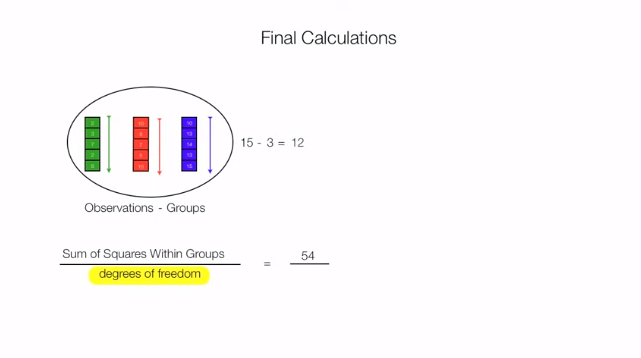 Final Calculations
15 - 3 = 12
Observations - Groups
Sum of Squares Within Groups
degrees of freedom
=
54